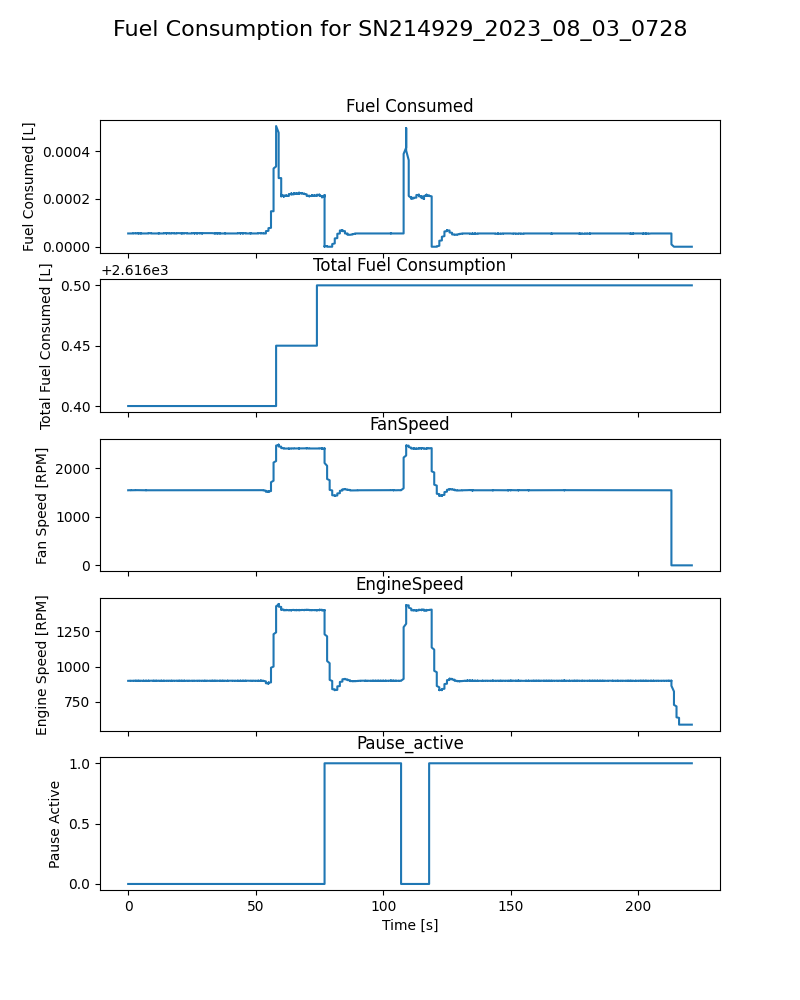 Fuel Consumption for SN214929_2023_08_03_0728
Fuel Consumed
Fuel Consumed [L]
0.0004
0.0002
0.0000
+2.616e3
Total Fuel Consumption
Total Fuel Consumed [L]
0.50
0.45
0.40
FanSpeed
Fan Speed [RPM]
2000
1000
0
EngineSpeed
Engine Speed [RPM]
1250
1000
750
Pause_active
Pause Active
1.0
0.5
0.0
0 50 100 150 200
Time [s]